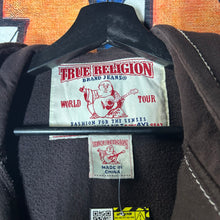 TRUE RELIGION
BRAND JEANS
WORLD TOUR
FASHION FOR THE SENSES
TRUE RELIGION
MADE IN
CHINA